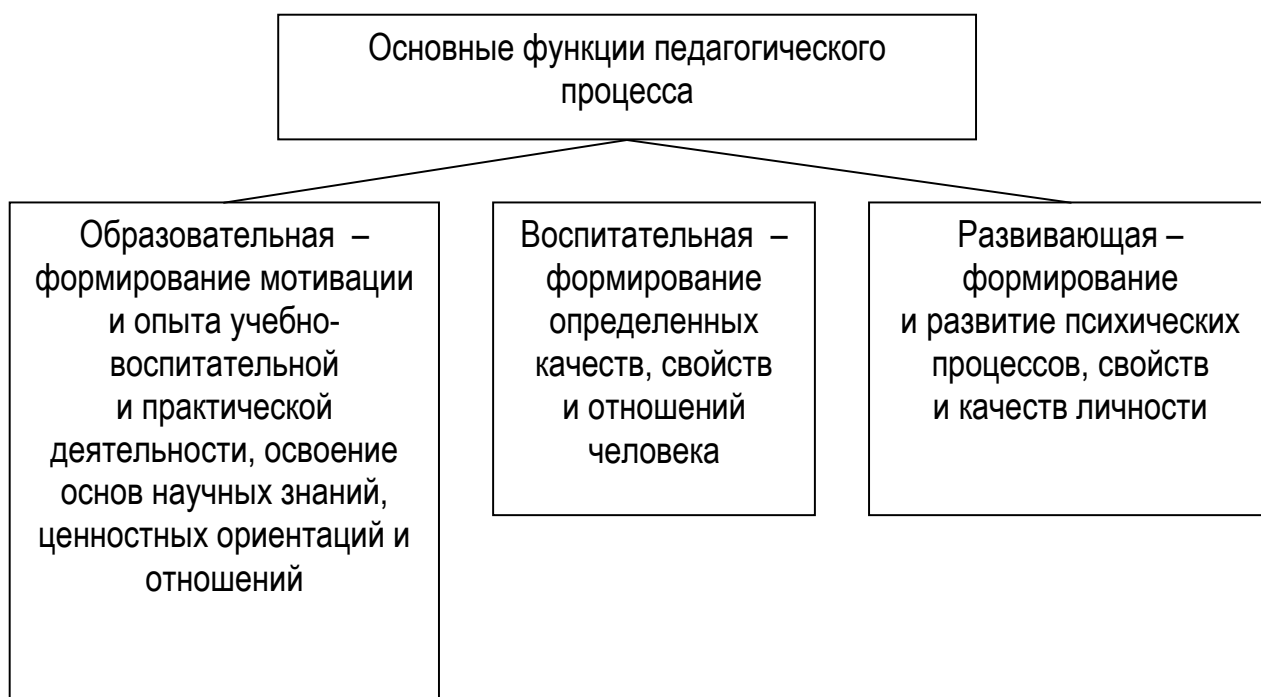 Основные функции педагогического
процесса
Образовательная –
формирование мотивации
и опыта учебно-
воспитательной
и практической
деятельности, освоение
основ научных знаний,
ценностных ориентаций и
отношений
Воспитательная –
формирование
определенных
качеств, свойств
и отношений
человека
Развивающая –
формирование
и развитие психических
процессов, свойств
и качеств личности